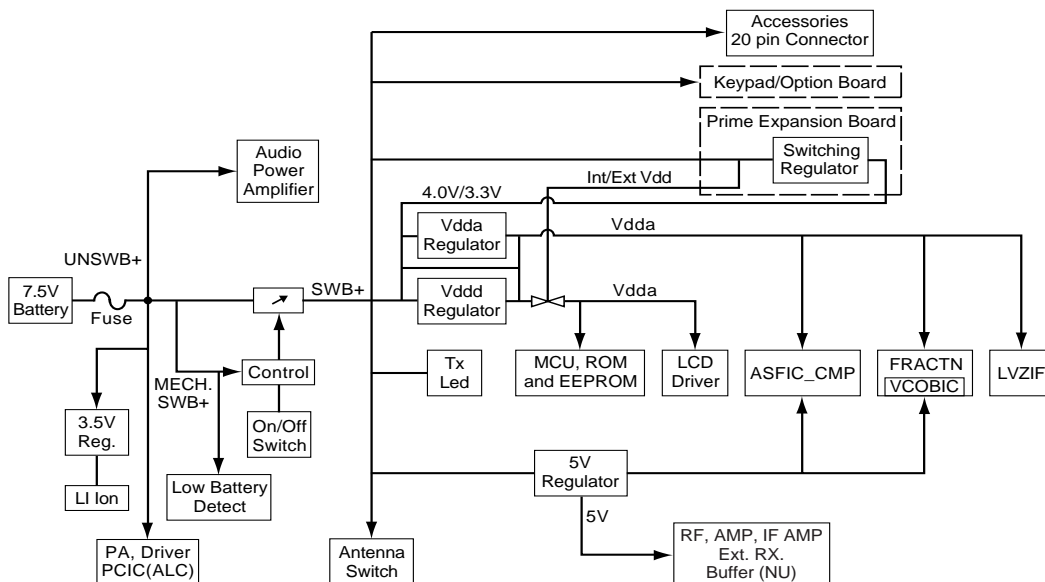 Accessories
20 pin Connector
Keypad/Option Board
Prime Expansion Board
Switching
Regulator
Audio
Power
Amplifier
Int/Ext Vdd
4.0V/3.3V
Vdda
Regulator
Vdda
UNSWB+
7.5V
Battery
Fuse
SWB+
Vddd
Regulator
Vdda
MECH.
SWB+
Control
Tx
Led
MCU, ROM
and EEPROM
LCD
Driver
ASFIC_CMP
FRACTN
VCOBIC
LVZIF
3.5V
Reg.
On/Off
Switch
LI Ion
Low Battery
Detect
5V
Regulator
5V
PA, Driver
PCIC(ALC)
Antenna
Switch
RF, AMP, IF AMP
Ext. RX.
Buffer (NU)